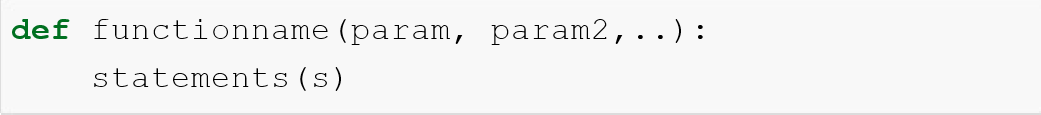 def functionname(param, param2,..):
    statements(s)